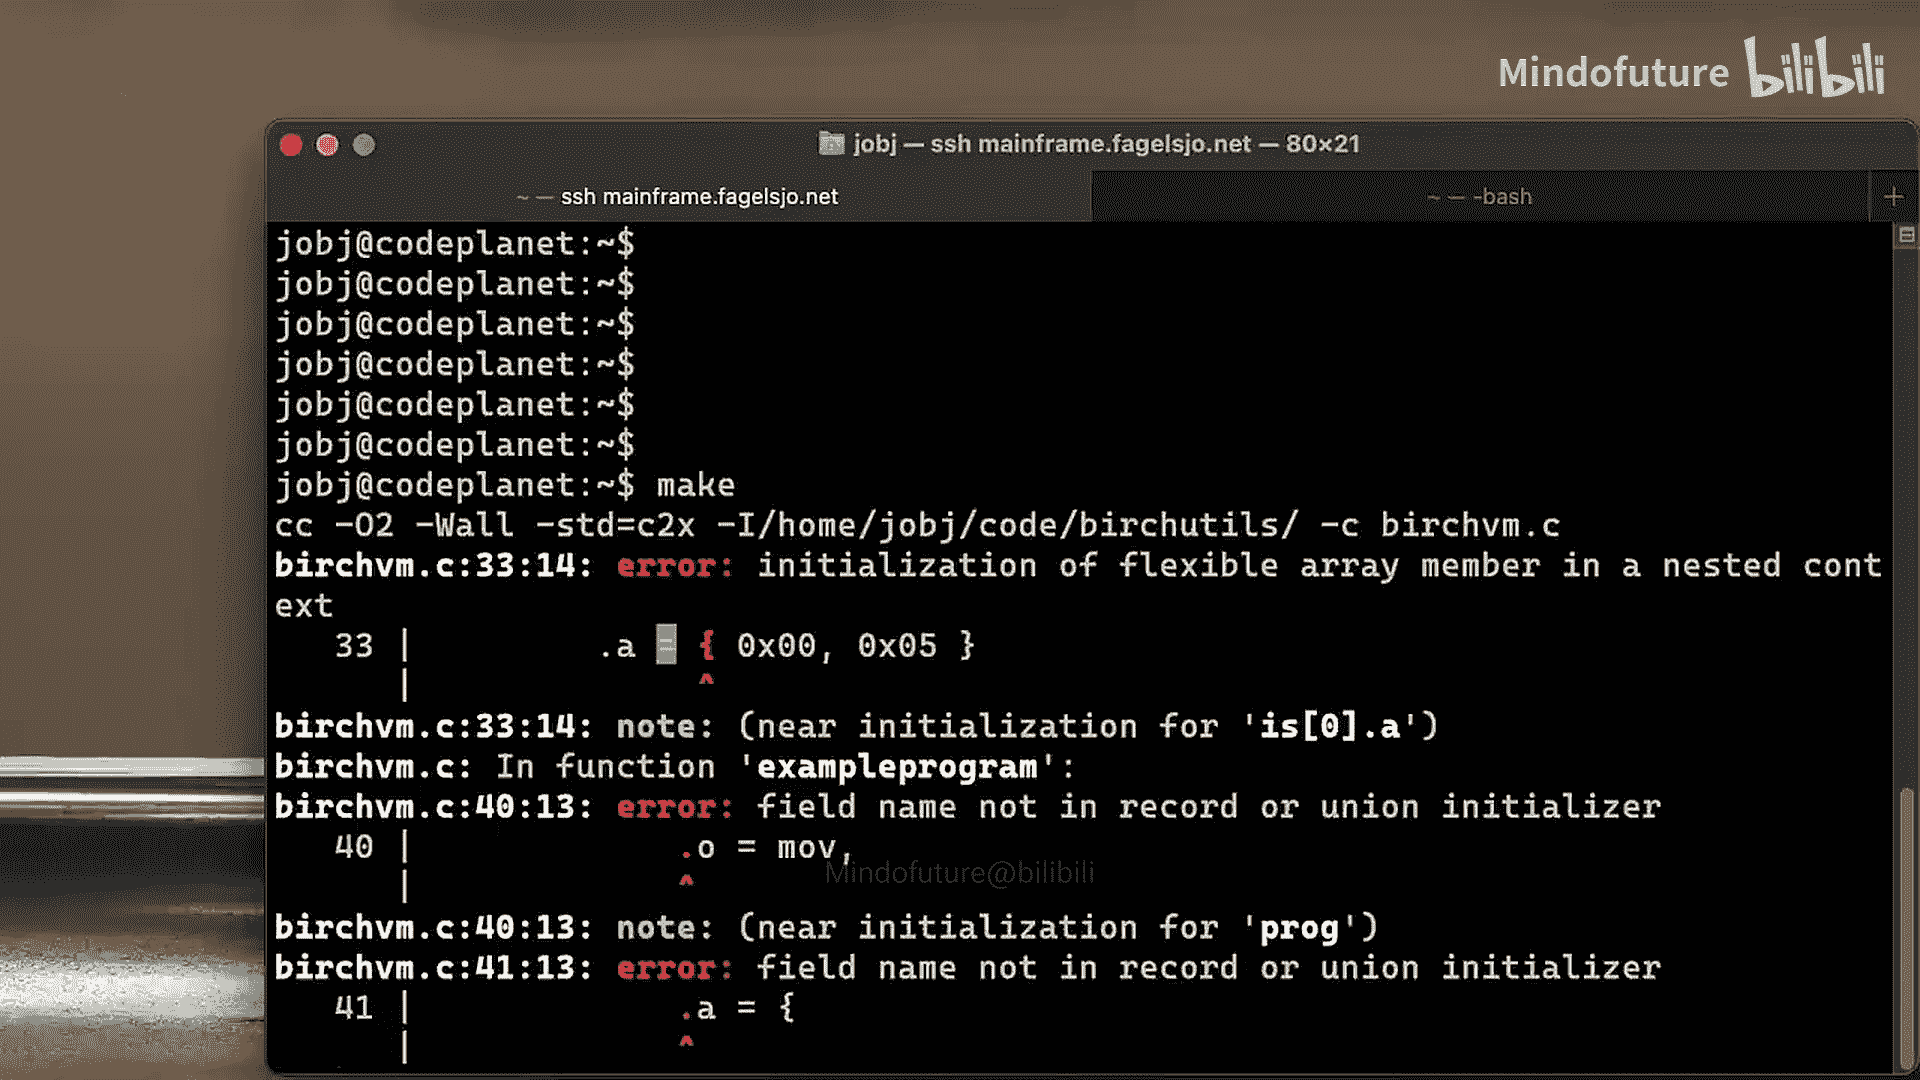 Mindofuture bilibili
jobj — ssh mainframe.fagelsjo.net — 80×21
~ — ssh mainframe.fagelsjo.net
~ — -bash
+
jobj@codeplanet:~$
jobj@codeplanet:~$
jobj@codeplanet:~$
jobj@codeplanet:~$
jobj@codeplanet:~$
jobj@codeplanet:~$
jobj@codeplanet:~$ make
cc -O2 -Wall -std=c2x -I/home/jobj/code/birchutils/ -c birchvm.c
birchvm.c:33:14: error: initialization of flexible array member in a nested cont
ext
33 | .a = { 0x00, 0x05 }
| ^
birchvm.c:33:14: note: (near initialization for 'is[0].a')
birchvm.c: In function 'exampleprogram':
birchvm.c:40:13: error: field name not in record or union initializer
40 | .o = mov,
| ^
Mindofuture@bilibili
birchvm.c:40:13: note: (near initialization for 'prog')
birchvm.c:41:13: error: field name not in record or union initializer
41 | .a = {
| ^